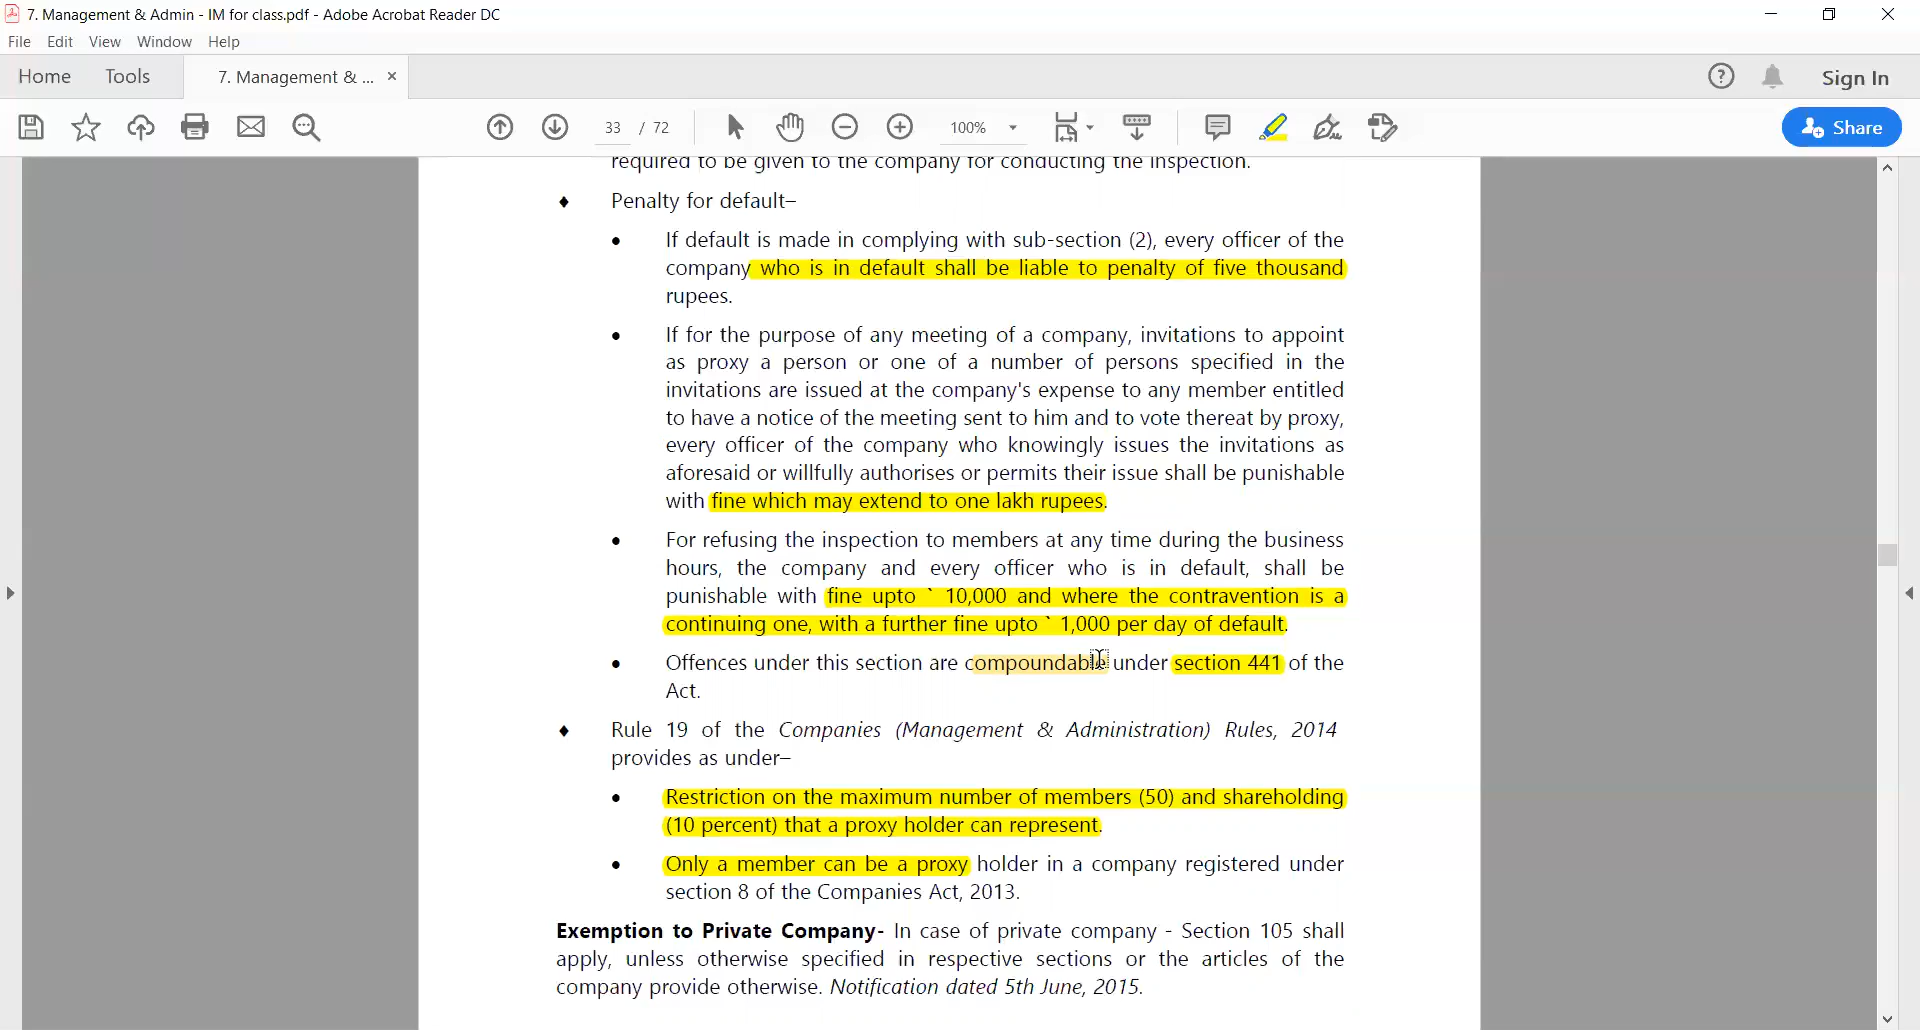 7. Management & Admin - IM for class.pdf - Adobe Acrobat Reader DC
File Edit View Window Help
Home Tools 7. Management & ... × ? Sign In
33 / 72 100% Share
required to be given to the company for conducting the inspection.
♦ Penalty for default–
• If default is made in complying with sub-section (2), every officer of the
company who is in default shall be liable to penalty of five thousand
rupees.
• If for the purpose of any meeting of a company, invitations to appoint
as proxy a person or one of a number of persons specified in the
invitations are issued at the company's expense to any member entitled
to have a notice of the meeting sent to him and to vote thereat by proxy,
every officer of the company who knowingly issues the invitations as
aforesaid or willfully authorises or permits their issue shall be punishable
with fine which may extend to one lakh rupees.
• For refusing the inspection to members at any time during the business
hours, the company and every officer who is in default, shall be
punishable with fine upto ` 10,000 and where the contravention is a
continuing one, with a further fine upto ` 1,000 per day of default.
• Offences under this section are compoundable under section 441 of the
Act.
♦ Rule 19 of the Companies (Management & Administration) Rules, 2014
provides as under–
• Restriction on the maximum number of members (50) and shareholding
(10 percent) that a proxy holder can represent.
• Only a member can be a proxy holder in a company registered under
section 8 of the Companies Act, 2013.
Exemption to Private Company- In case of private company - Section 105 shall
apply, unless otherwise specified in respective sections or the articles of the
company provide otherwise. Notification dated 5th June, 2015.